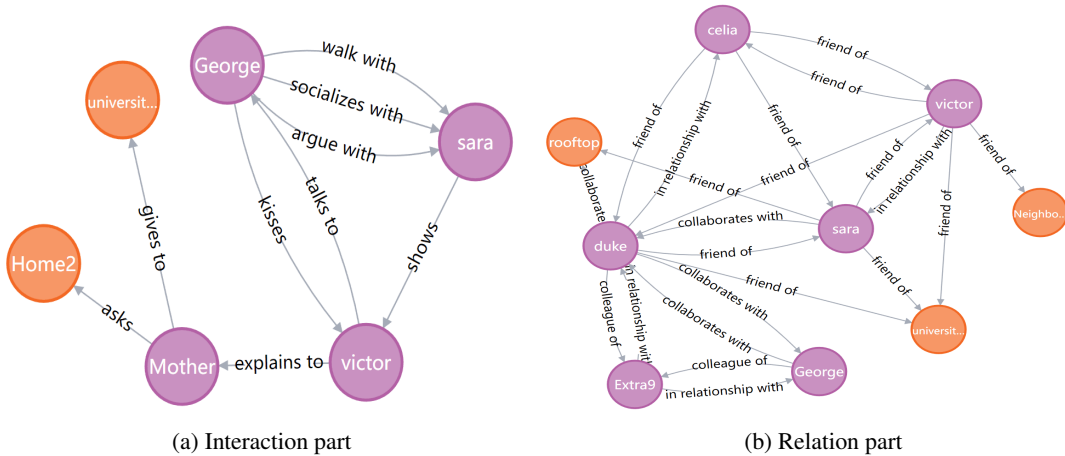 George
walk with
socializes with
argue with
universit...
sara
kisses
talks to
gives to
shows
Home2
asks
Mother
explains to
victor
(a) Interaction part
celia
friend of
friend of
victor
friend of
in relationship with
friend of
rooftop
collaborate
friend of
friend of
friend of
in relationship with
collaborates with
sara
Neighbo...
duke
friend of
friend of
collaborates with
friend of
friend of
universit...
colleague of
in relationship with
collaborates with
colleague of
George
Extra9
in relationship with
(b) Relation part